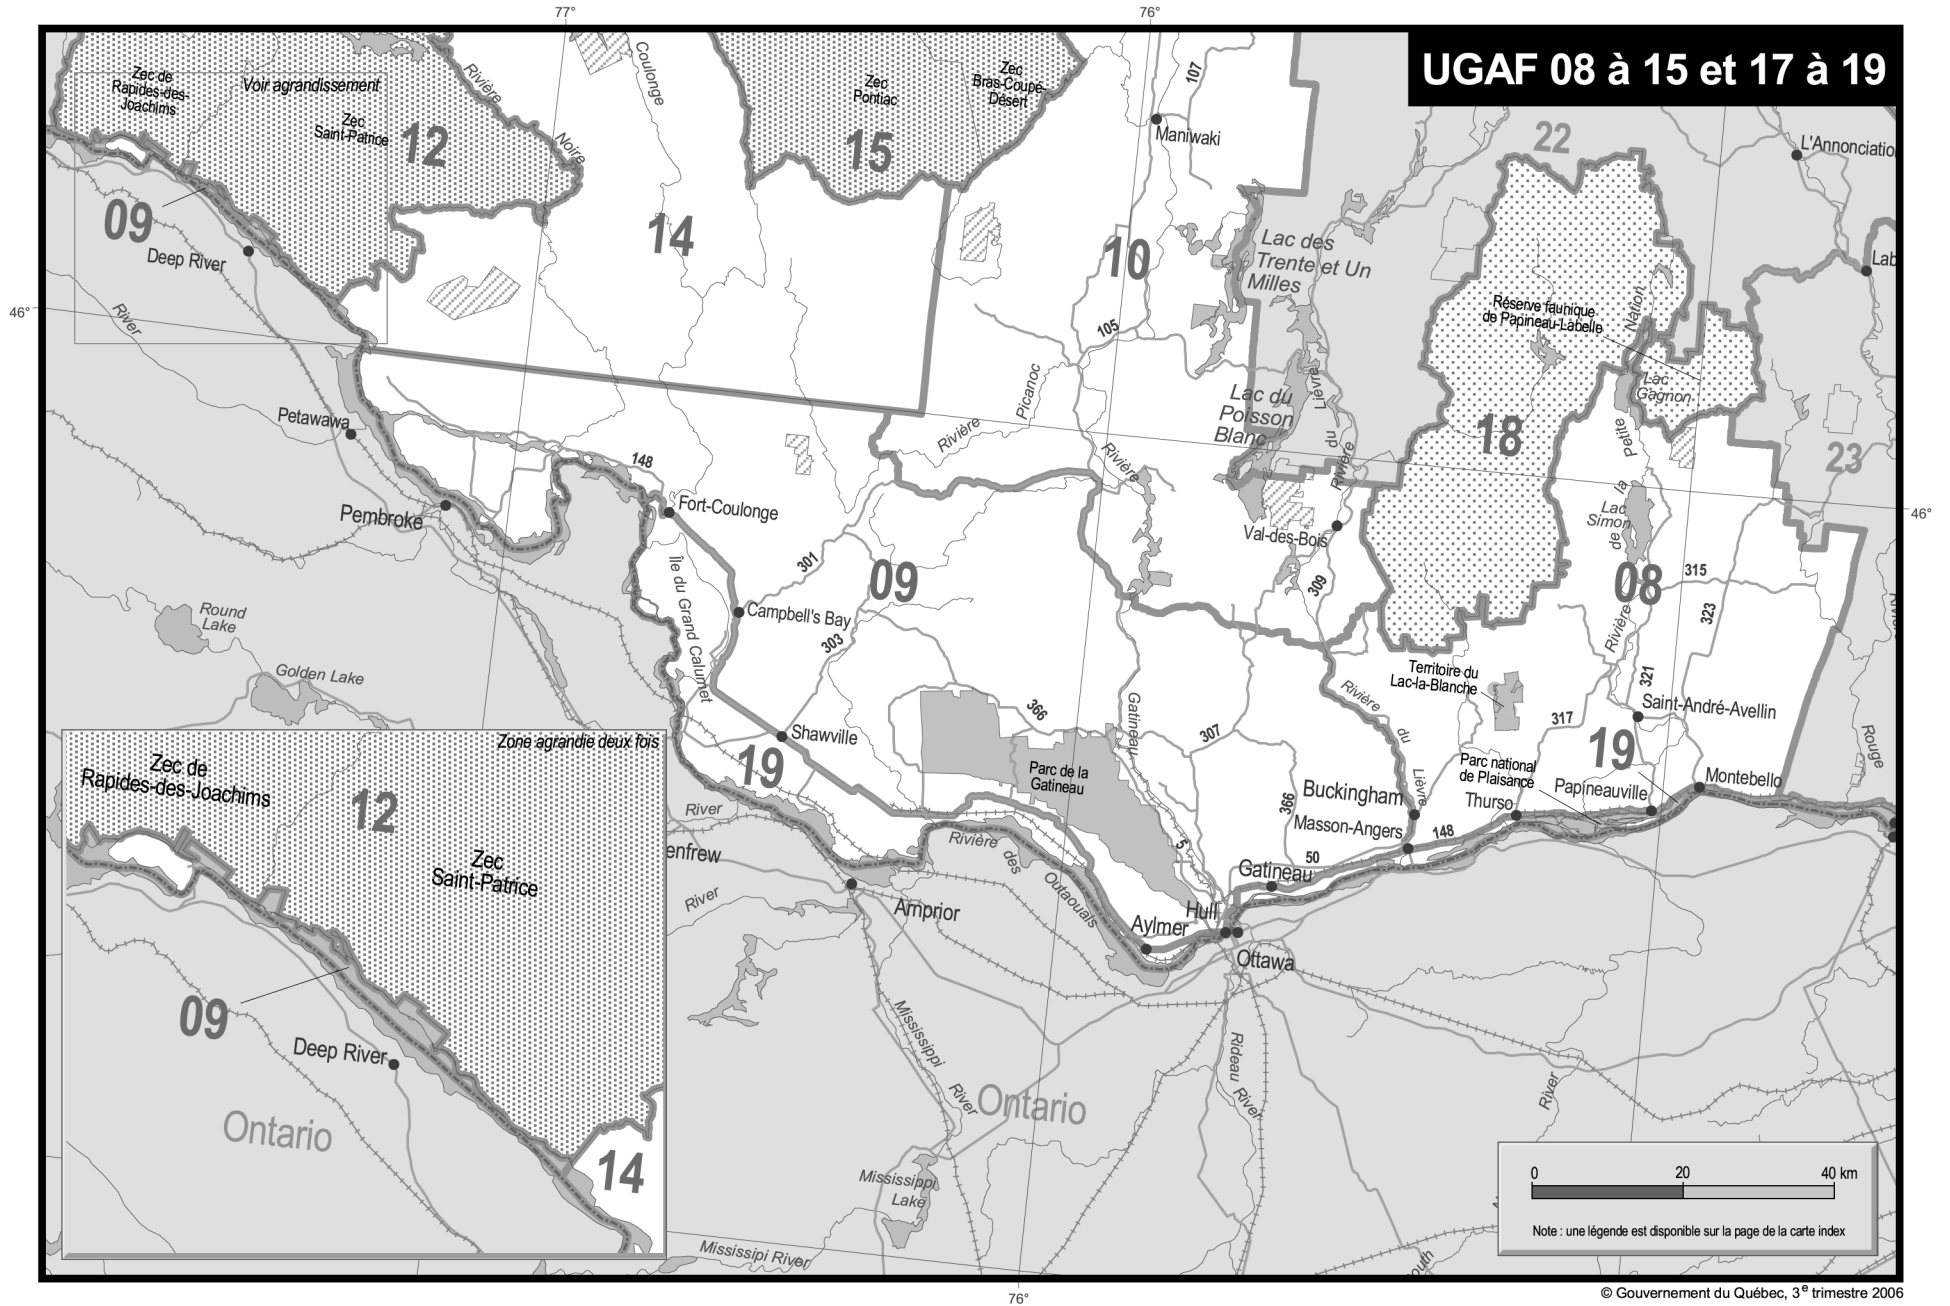 77°
76°
UGAF 08 à 15 et 17 à 19
Zec de
Rapides-des-
Joachims
Voir agrandissement
Zec
Saint-Patrice
12
Rivière
Noire
Coulonge
Zec
Pontiac
15
Zec
Bras-Coupé-
Désert
107
Maniwaki
22
L'Annonciatio
09
Deep River
14
10
Lac des
Trente et Un
Milles
Lab
46°
River
105
Réserve faunique
de Papineau-Labelle
Nation
Lac
Gagnon
Petawawa
Picanoc
Rivière
Lac du
Poisson
Blanc
Lièvre
du
Rivière
18
Petite
la
23
148
Rivière
Pembroke
Fort-Coulonge
Val-des-Bois
Lac
Simon
de
46°
301
09
309
08
315
323
Île du Grand Calumet
Campbell's Bay
303
Rivière
Round
Lake
Golden Lake
Territoire du
Lac-la-Blanche
321
Saint-André-Avellin
366
Gatineau
307
Rivière
du
Lièvre
317
Shawville
19
19
Rouge
Parc de la
Gatineau
Parc national
de Plaisance
Montebello
Papineauville
Buckingham
Thurso
Masson-Angers
366
148
River
enfrew
Rivière
des
Outaouais
5
50
Gatineau
Hull
Aylmer
Ottawa
River
Arnprior
Mississippi
River
Ontario
Rideau
River
River
Mississippi
Lake
Mississipi River
outh
Zone agrandie deux fois
Zec de
Rapides-des-Joachims
12
Zec
Saint-Patrice
09
Deep River
Ontario
14
0 20 40 km
Note : une légende est disponible sur la page de la carte index
76°
© Gouvernement du Québec, 3e trimestre 2006